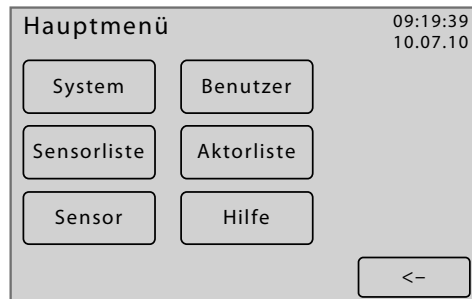 Hauptmenü 09:19:39
10.07.10
System Benutzer
Sensorliste Aktorliste
Sensor Hilfe
<–